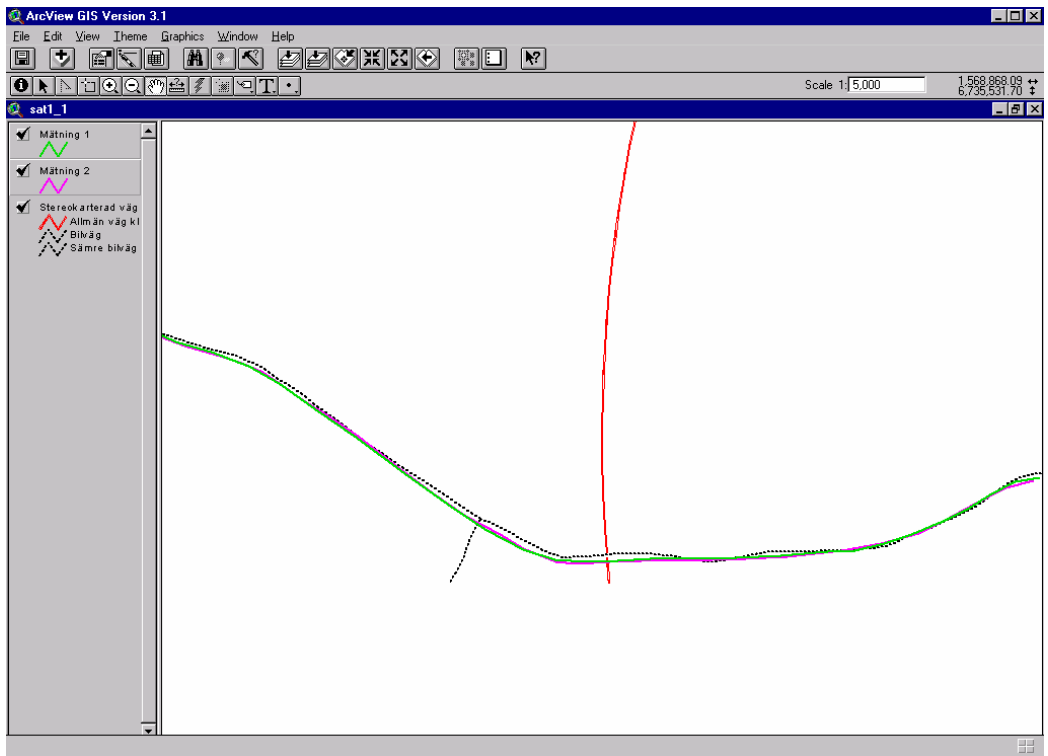 ArcView GIS Version 3.1
File Edit View Theme Graphics Window Help
Scale 1: 5,000
1,568,868.09
6,735,531.70
sat1_1
Mätning 1
Mätning 2
Stereokarterad väg
Allmän väg kl
Bilväg
Sämre bilväg